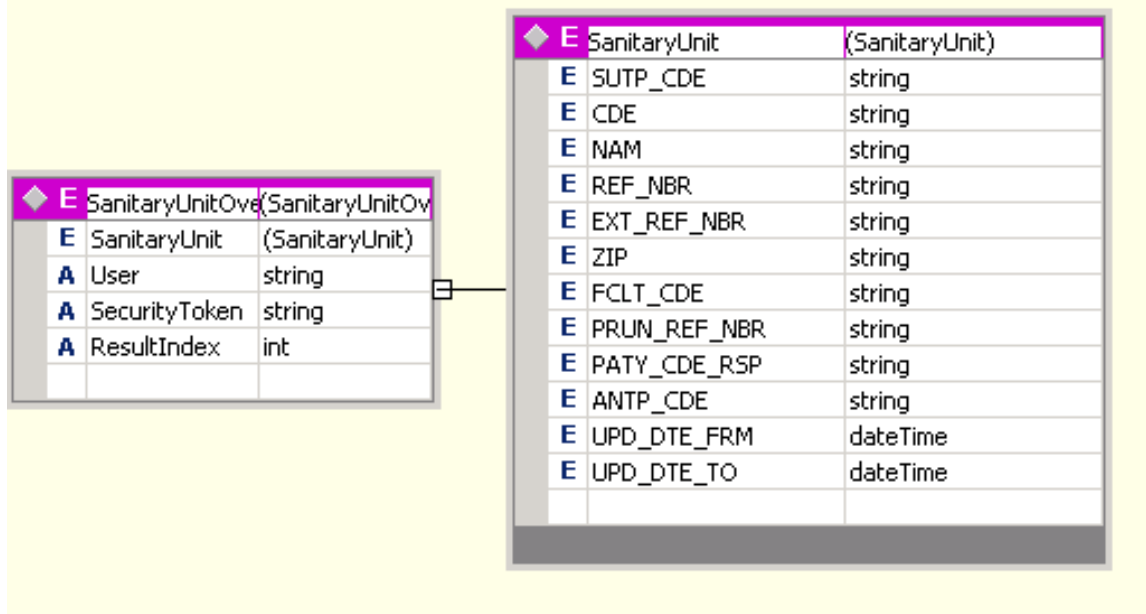 E SanitaryUnitOve (SanitaryUnitOv
E SanitaryUnit (SanitaryUnit)
A User string
A SecurityToken string
A ResultIndex int
E SanitaryUnit (SanitaryUnit)
E SUTP_CDE string
E CDE string
E NAM string
E REF_NBR string
E EXT_REF_NBR string
E ZIP string
E FCLT_CDE string
E PRUN_REF_NBR string
E PATY_CDE_RSP string
E ANTP_CDE string
E UPD_DTE_FRM dateTime
E UPD_DTE_TO dateTime